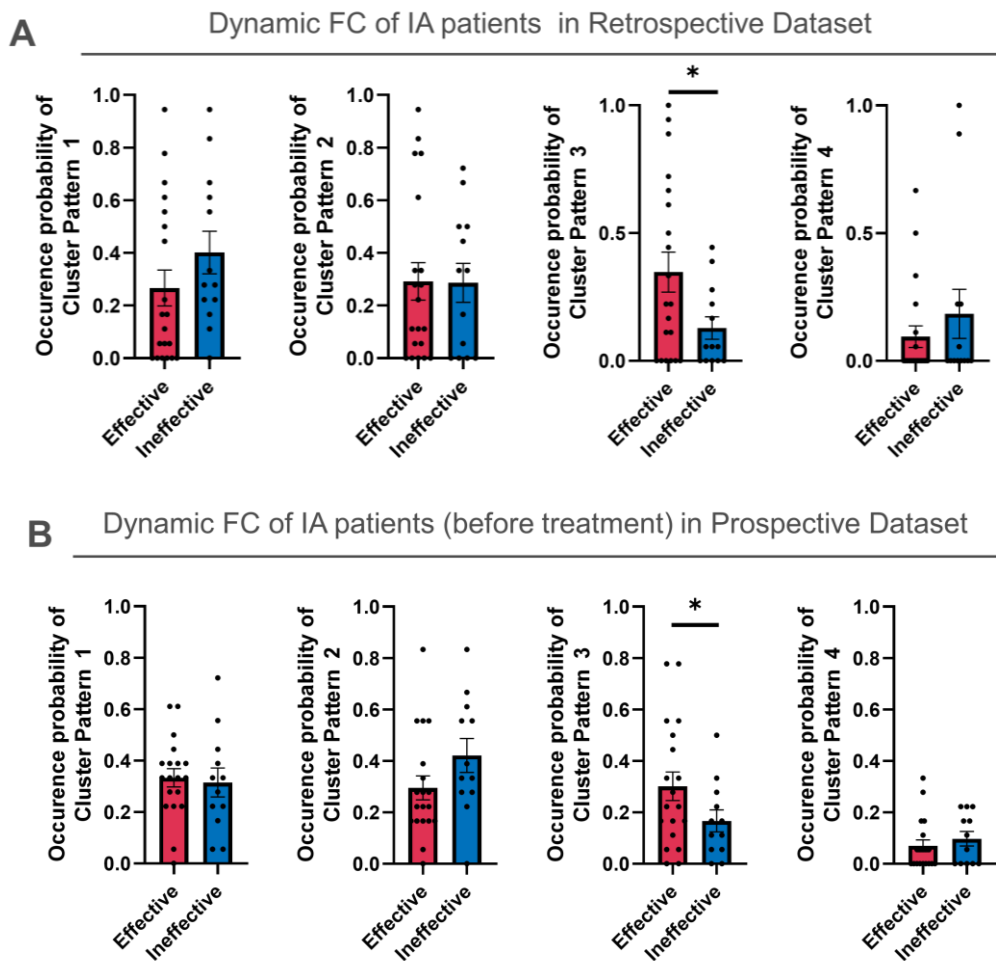 A
Dynamic FC of IA patients in Retrospective Dataset
Occurence probability of
Cluster Pattern 1
1.0
0.8
0.6
0.4
0.2
0.0
Effective
Ineffective
Occurence probability of
Cluster Pattern 2
1.0
0.8
0.6
0.4
0.2
0.0
Effective
Ineffective
Occurence probability of
Cluster Pattern 3
1.0
0.5
0.0
*
Effective
Ineffective
Occurence probability of
Cluster Pattern 4
1.0
0.5
0.0
Effective
Ineffective
B
Dynamic FC of IA patients (before treatment) in Prospective Dataset
Occurence probability of
Cluster Pattern 1
1.0
0.8
0.6
0.4
0.2
0.0
Effective
Ineffective
Occurence probability of
Cluster Pattern 2
1.0
0.8
0.6
0.4
0.2
0.0
Effective
Ineffective
Occurence probability of
Cluster Pattern 3
1.0
0.8
0.6
0.4
0.2
0.0
*
Effective
Ineffective
Occurence probability of
Cluster Pattern 4
1.0
0.8
0.6
0.4
0.2
0.0
Effective
Ineffective